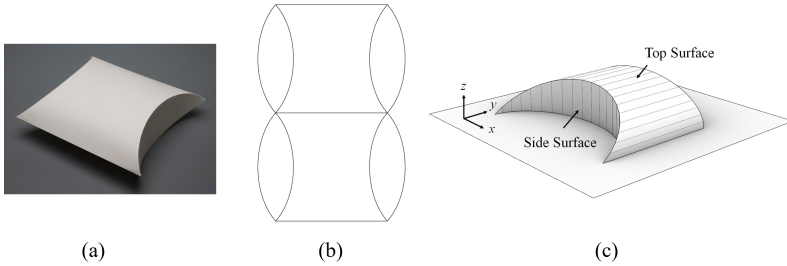 Top Surface
z
y
x
Side Surface
(a)
(b)
(c)